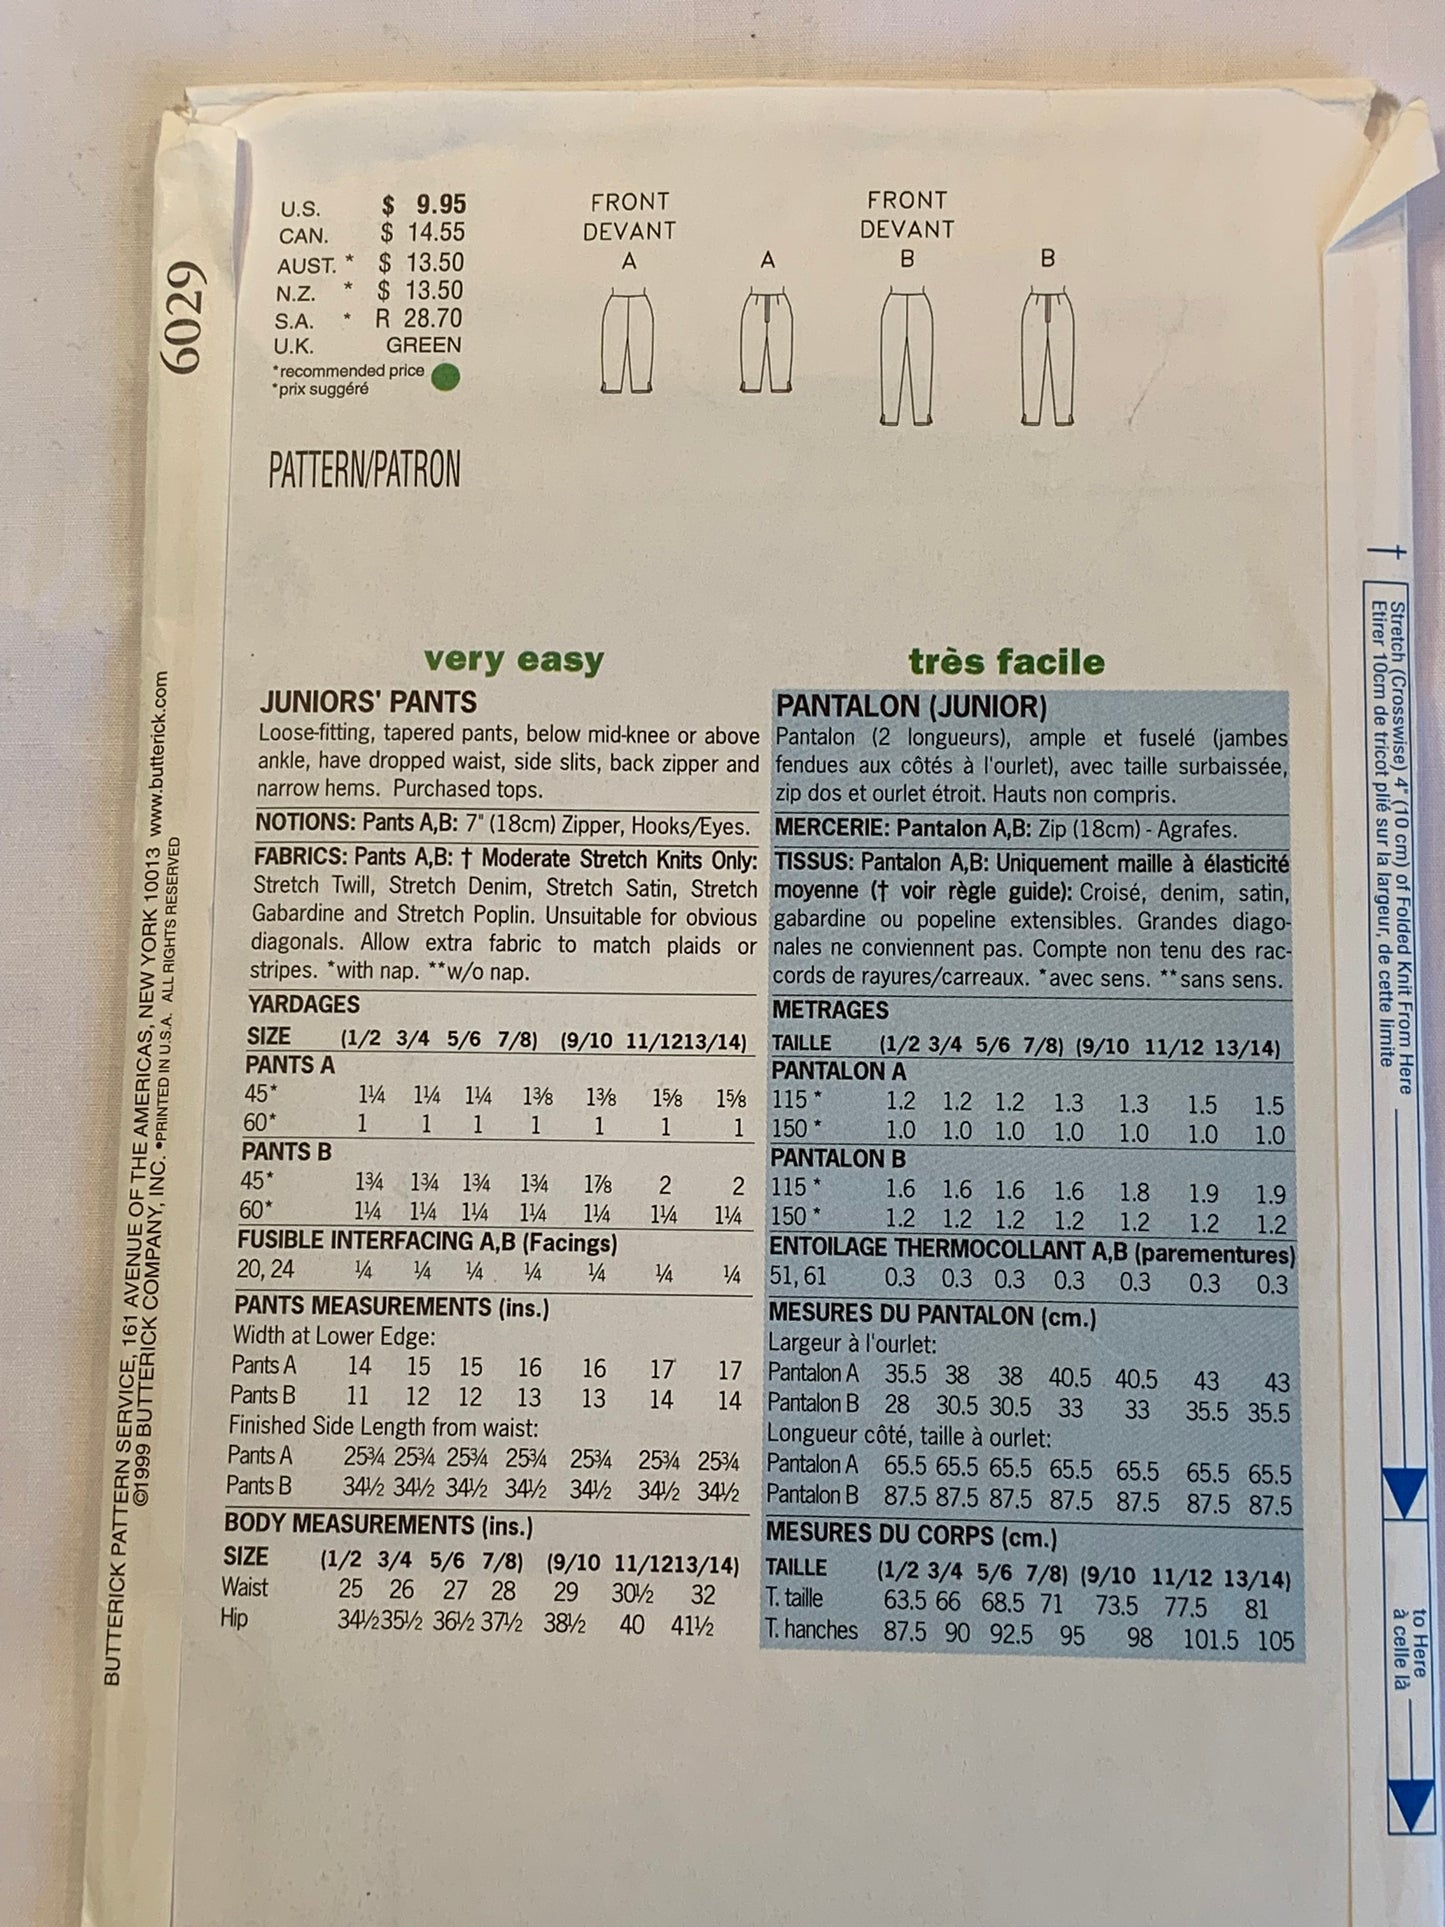 U.S. $ 9.95
CAN. $ 14.55
AUST. * $ 13.50
N.Z. * $ 13.50
S.A. * R 28.70
U.K. GREEN
*recommended price
*prix suggéré
FRONT
DEVANT
A
A
FRONT
DEVANT
B
B
6029
PATTERN/PATRON
very easy
JUNIORS' PANTS
Loose-fitting, tapered pants, below mid-knee or above
ankle, have dropped waist, side slits, back zipper and
narrow hems. Purchased tops.
NOTIONS: Pants A,B: 7" (18cm) Zipper, Hooks/Eyes.
FABRICS: Pants A,B: † Moderate Stretch Knits Only:
Stretch Twill, Stretch Denim, Stretch Satin, Stretch
Gabardine and Stretch Poplin. Unsuitable for obvious
diagonals. Allow extra fabric to match plaids or
stripes. *with nap. **w/o nap.
YARDAGES
SIZE (1/2 3/4 5/6 7/8) (9/10 11/12 13/14)
PANTS A
45* 1¼ 1¼ 1¼ 1⅜ 1⅜ 1⅝ 1⅝
60* 1 1 1 1 1 1 1
PANTS B
45* 1¾ 1¾ 1¾ 1¾ 1⅞ 2 2
60* 1¼ 1¼ 1¼ 1¼ 1¼ 1¼ 1¼
FUSIBLE INTERFACING A,B (Facings)
20, 24 ¼ ¼ ¼ ¼ ¼ ¼ ¼
PANTS MEASUREMENTS (ins.)
Width at Lower Edge:
Pants A 14 15 15 16 16 17 17
Pants B 11 12 12 13 13 14 14
Finished Side Length from waist:
Pants A 25¾ 25¾ 25¾ 25¾ 25¾ 25¾ 25¾
Pants B 34½ 34½ 34½ 34½ 34½ 34½ 34½
BODY MEASUREMENTS (ins.)
SIZE (1/2 3/4 5/6 7/8) (9/10 11/12 13/14)
Waist 25 26 27 28 29 30½ 32
Hip 34½ 35½ 36½ 37½ 38½ 40 41½
très facile
PANTALON (JUNIOR)
Pantalon (2 longueurs), ample et fuselé (jambes
fendues aux côtés à l'ourlet), avec taille surbaissée,
zip dos et ourlet étroit. Hauts non compris.
MERCERIE: Pantalon A,B: Zip (18cm) - Agrafes.
TISSUS: Pantalon A,B: Uniquement maille à élasticité
moyenne († voir règle guide): Croisé, denim, satin,
gabardine ou popeline extensibles. Grandes diago-
nales ne conviennent pas. Compte non tenu des rac-
cords de rayures/carreaux. *avec sens. **sans sens.
METRAGES
TAILLE (1/2 3/4 5/6 7/8) (9/10 11/12 13/14)
PANTALON A
115 * 1.2 1.2 1.2 1.3 1.3 1.5 1.5
150 * 1.0 1.0 1.0 1.0 1.0 1.0 1.0
PANTALON B
115 * 1.6 1.6 1.6 1.6 1.8 1.9 1.9
150 * 1.2 1.2 1.2 1.2 1.2 1.2 1.2
ENTOILAGE THERMOCOLLANT A,B (parementures)
51, 61 0.3 0.3 0.3 0.3 0.3 0.3 0.3
MESURES DU PANTALON (cm.)
Largeur à l'ourlet:
Pantalon A 35.5 38 38 40.5 40.5 43 43
Pantalon B 28 30.5 30.5 33 33 35.5 35.5
Longueur côté, taille à ourlet:
Pantalon A 65.5 65.5 65.5 65.5 65.5 65.5 65.5
Pantalon B 87.5 87.5 87.5 87.5 87.5 87.5 87.5
MESURES DU CORPS (cm.)
TAILLE (1/2 3/4 5/6 7/8) (9/10 11/12 13/14)
T. taille 63.5 66 68.5 71 73.5 77.5 81
T. hanches 87.5 90 92.5 95 98 101.5 105
BUTTERICK PATTERN SERVICE, 161 AVENUE OF THE AMERICAS, NEW YORK 10013 www.butterick.com
©1999 BUTTERICK COMPANY, INC. •PRINTED IN U.S.A. ALL RIGHTS RESERVED
†
Stretch (Crosswise) 4" (10 cm) of Folded Knit From Here
Etirer 10cm de tricot plié sur la largeur, de cette limite
to Here
à celle là